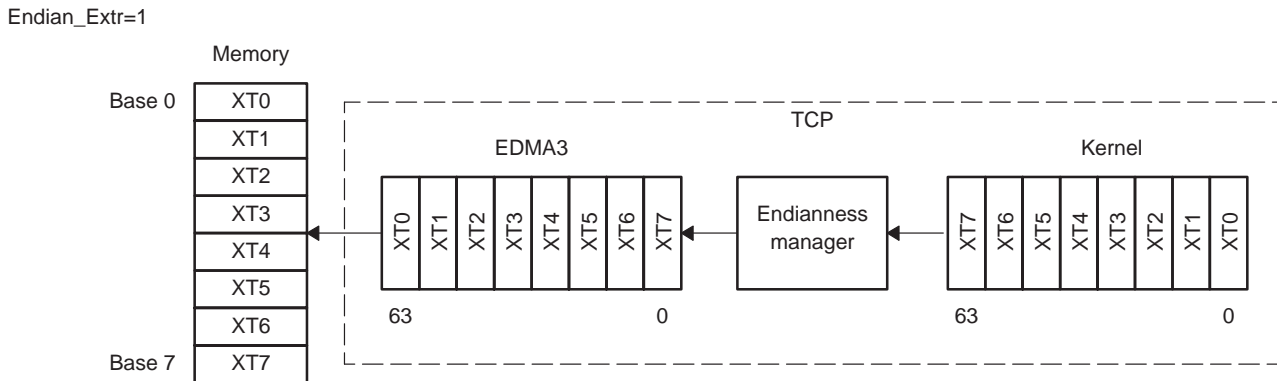 Endian_Extr=1
Memory
Base 0
XT0
XT1
XT2
XT3
XT4
XT5
XT6
Base 7
XT7
TCP
EDMA3
XT0 XT1 XT2 XT3 XT4 XT5 XT6 XT7
63 0
Endianness
manager
Kernel
XT7 XT6 XT5 XT4 XT3 XT2 XT1 XT0
63 0